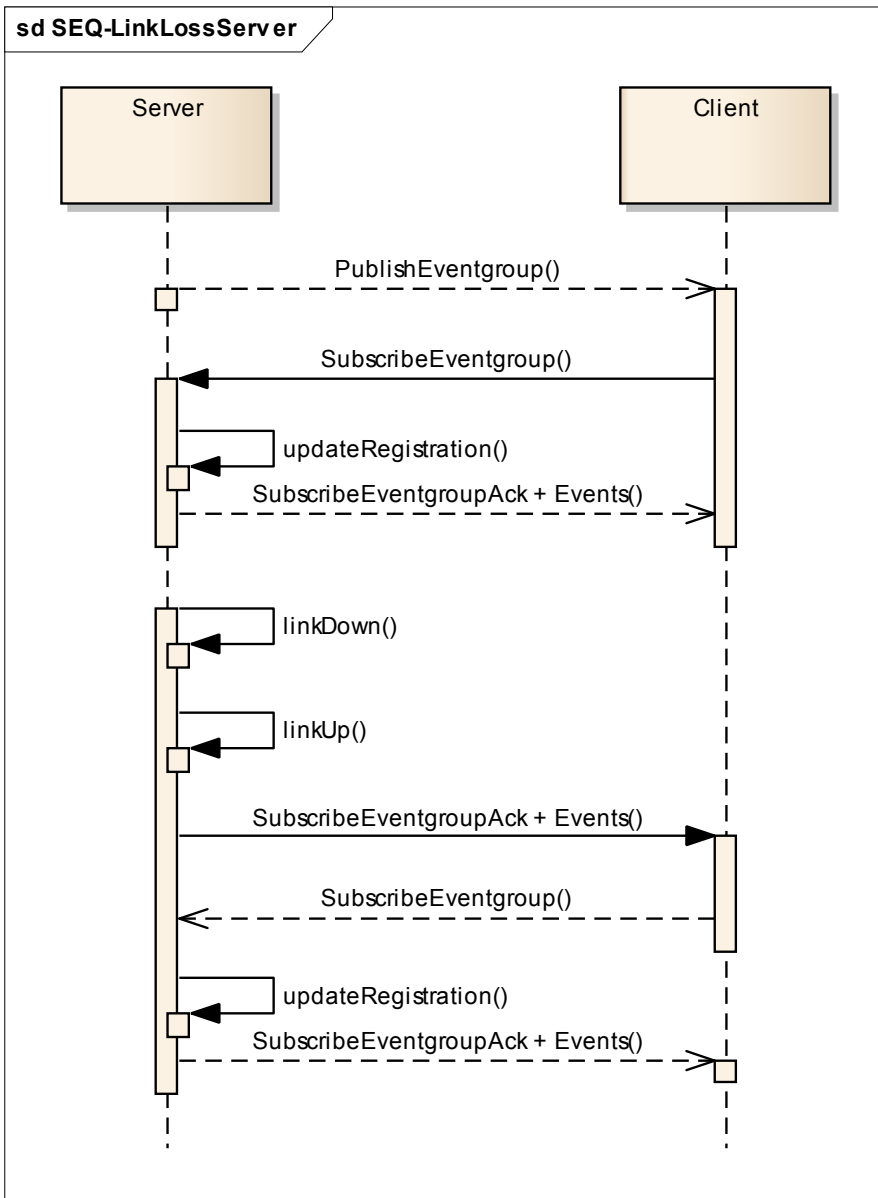 sd SEQ-LinkLossServer
Server
Client
PublishEventgroup()
SubscribeEventgroup()
updateRegistration()
SubscribeEventgroupAck + Events()
linkDown()
linkUp()
SubscribeEventgroupAck + Events()
SubscribeEventgroup()
updateRegistration()
SubscribeEventgroupAck + Events()